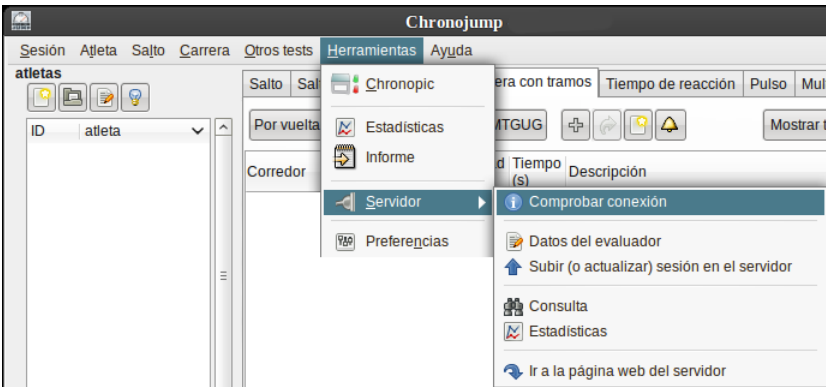 Chronojump
Sesión Atleta Salto Carrera Otros tests Herramientas Ayuda
atletas
ID atleta
Salto Sal era con tramos Tiempo de reacción Pulso Mul
Por vuelta MTGUG Mostrar t
Corredor d Tiempo (s) Descripción
Chronopic
Estadísticas
Informe
Servidor
Preferencias
Comprobar conexión
Datos del evaluador
Subir (o actualizar) sesión en el servidor
Consulta
Estadísticas
Ir a la página web del servidor